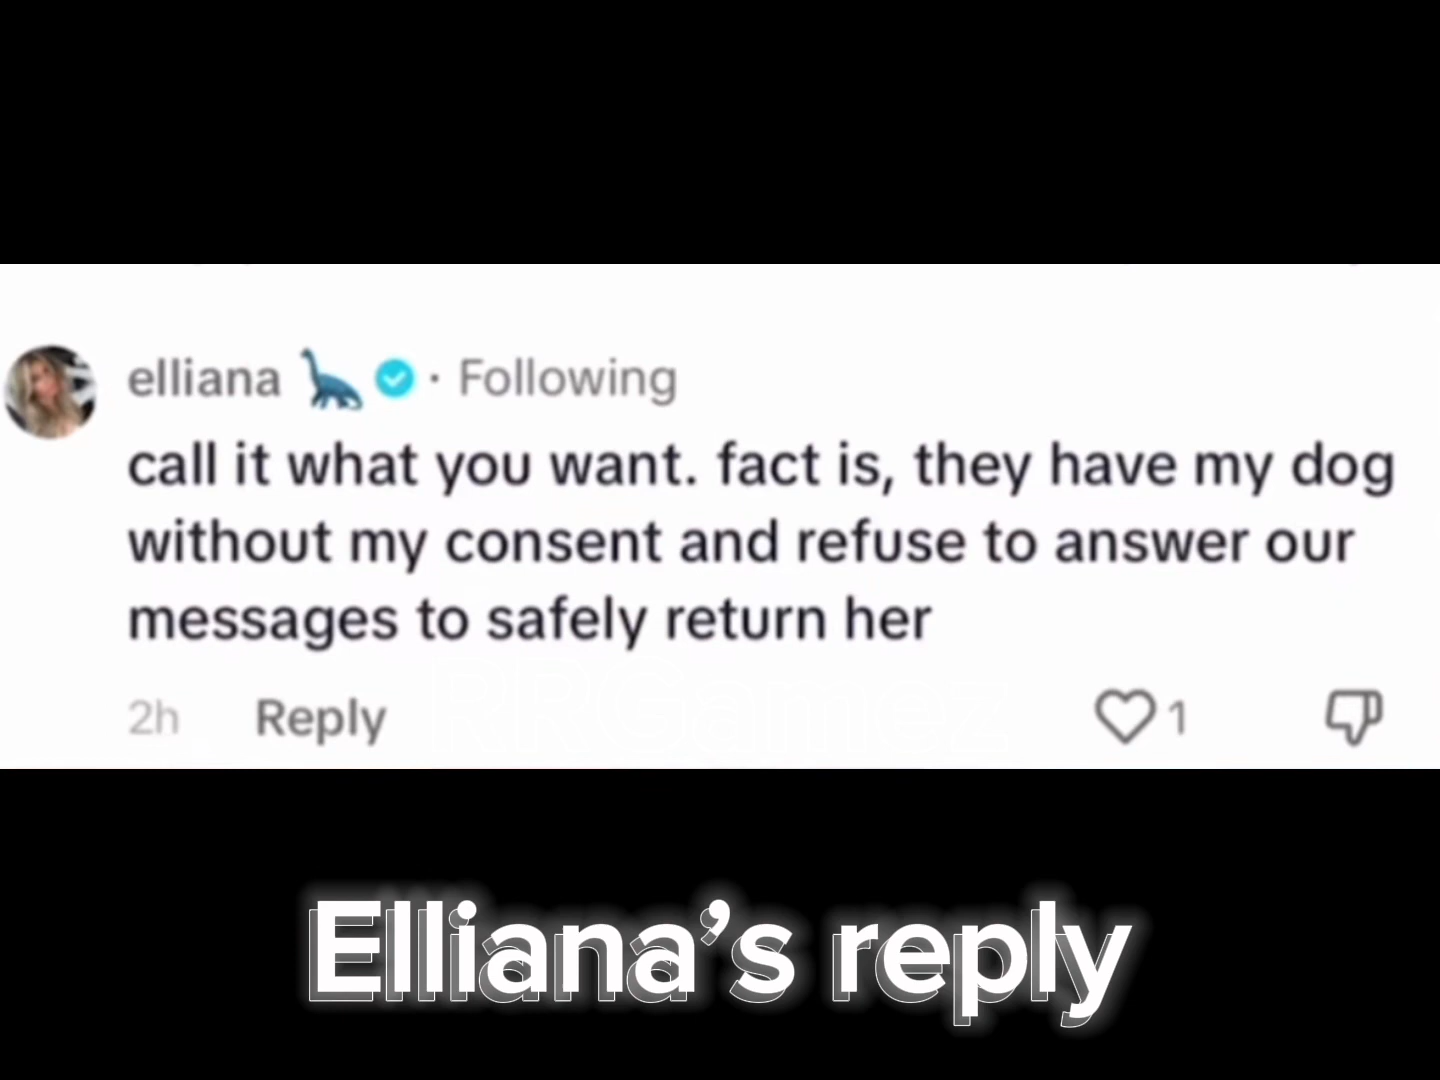 elliana 🦕 · Following
call it what you want. fact is, they have my dog
without my consent and refuse to answer our
messages to safely return her
2h Reply 1
RRGamez
Elliana’s reply